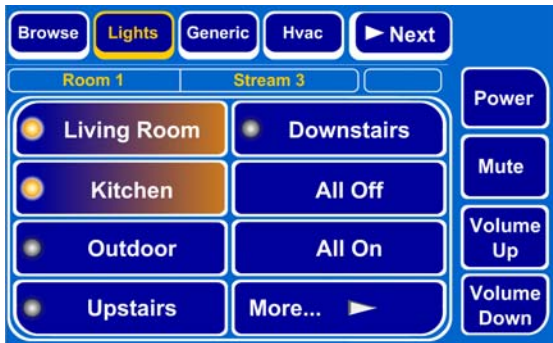 Browse
Lights
Generic
Hvac
Next
Room 1
Stream 3
Living Room
Downstairs
Kitchen
All Off
Outdoor
All On
Upstairs
More...
Power
Mute
Volume
Up
Volume
Down